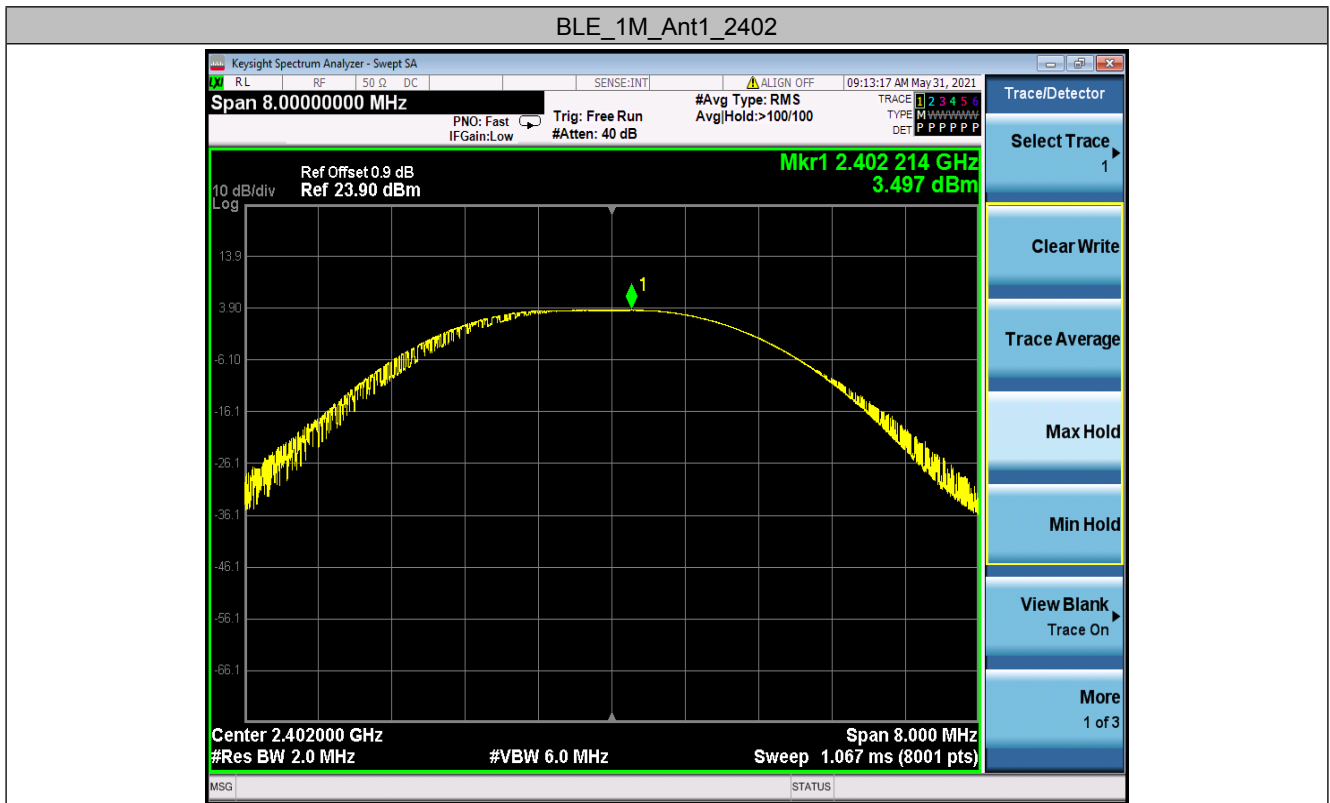 BLE_1M_Ant1_2402
Keysight Spectrum Analyzer - Swept SA
LXI RL RF 50 Ω DC SENSE:INT ALIGN OFF 09:13:17 AM May 31, 2021
Span 8.00000000 MHz
PNO: Fast
IFGain:Low
Trig: Free Run
#Atten: 40 dB
#Avg Type: RMS
Avg|Hold:>100/100
TRACE 1 2 3 4 5 6
TYPE M W W W W W
DET P P P P P P
Mkr1 2.402 214 GHz
3.497 dBm
Ref Offset 0.9 dB
10 dB/div Ref 23.90 dBm
Log
13.9
3.90
-6.10
-16.1
-26.1
-36.1
-46.1
-56.1
-66.1
1
Center 2.402000 GHz
Span 8.000 MHz
#Res BW 2.0 MHz
#VBW 6.0 MHz
Sweep 1.067 ms (8001 pts)
MSG
STATUS
Trace/Detector
Select Trace
1
Clear Write
Trace Average
Max Hold
Min Hold
View Blank
Trace On
More
1 of 3